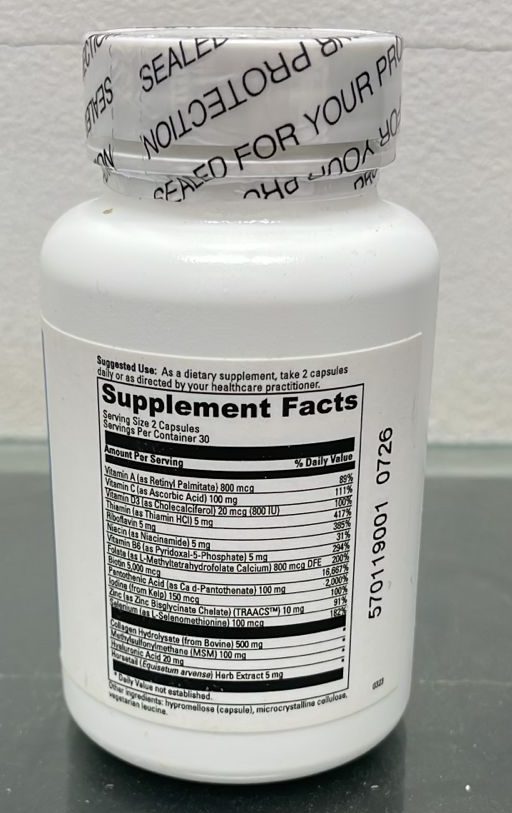 SEALED
YOUR PROTECTION
SEALED FOR YOUR PRO
SEALED
FOR YOUR PRO
Suggested Use: As a dietary supplement, take 2 capsules
daily or as directed by your healthcare practitioner.
Supplement Facts
Serving Size 2 Capsules
Servings Per Container 30
Amount Per Serving % Daily Value
Vitamin A (as Retinyl Palmitate) 800 mcg 89%
Vitamin C (as Ascorbic Acid) 100 mg 111%
Vitamin D3 (as Cholecalciferol) 20 mcg (800 IU) 100%
Thiamin (as Thiamin HCl) 5 mg 417%
Riboflavin 5 mg 385%
Niacin (as Niacinamide) 5 mg 31%
Vitamin B6 (as Pyridoxal-5-Phosphate) 5 mg 294%
Folate (as L-Methyltetrahydrofolate Calcium) 800 mcg DFE 200%
Biotin 5,000 mcg 16,667%
Pantothenic Acid (as Ca d-Pantothenate) 100 mg 2,000%
Iodine (from Kelp) 150 mcg 100%
Zinc (as Zinc Bisglycinate Chelate) (TRAACS™) 10 mg 91%
Selenium (as L-Selenomethionine) 100 mcg 182%
Collagen Hydrolysate (from Bovine) 500 mg *
Methylsulfonylmethane (MSM) 100 mg *
Hyaluronic Acid 20 mg *
Horsetail (Equisetum arvense) Herb Extract 5 mg *
* Daily Value not established.
Other ingredients: hypromellose (capsule), microcrystalline cellulose,
vegetarian leucine.
570119001 0726
0323